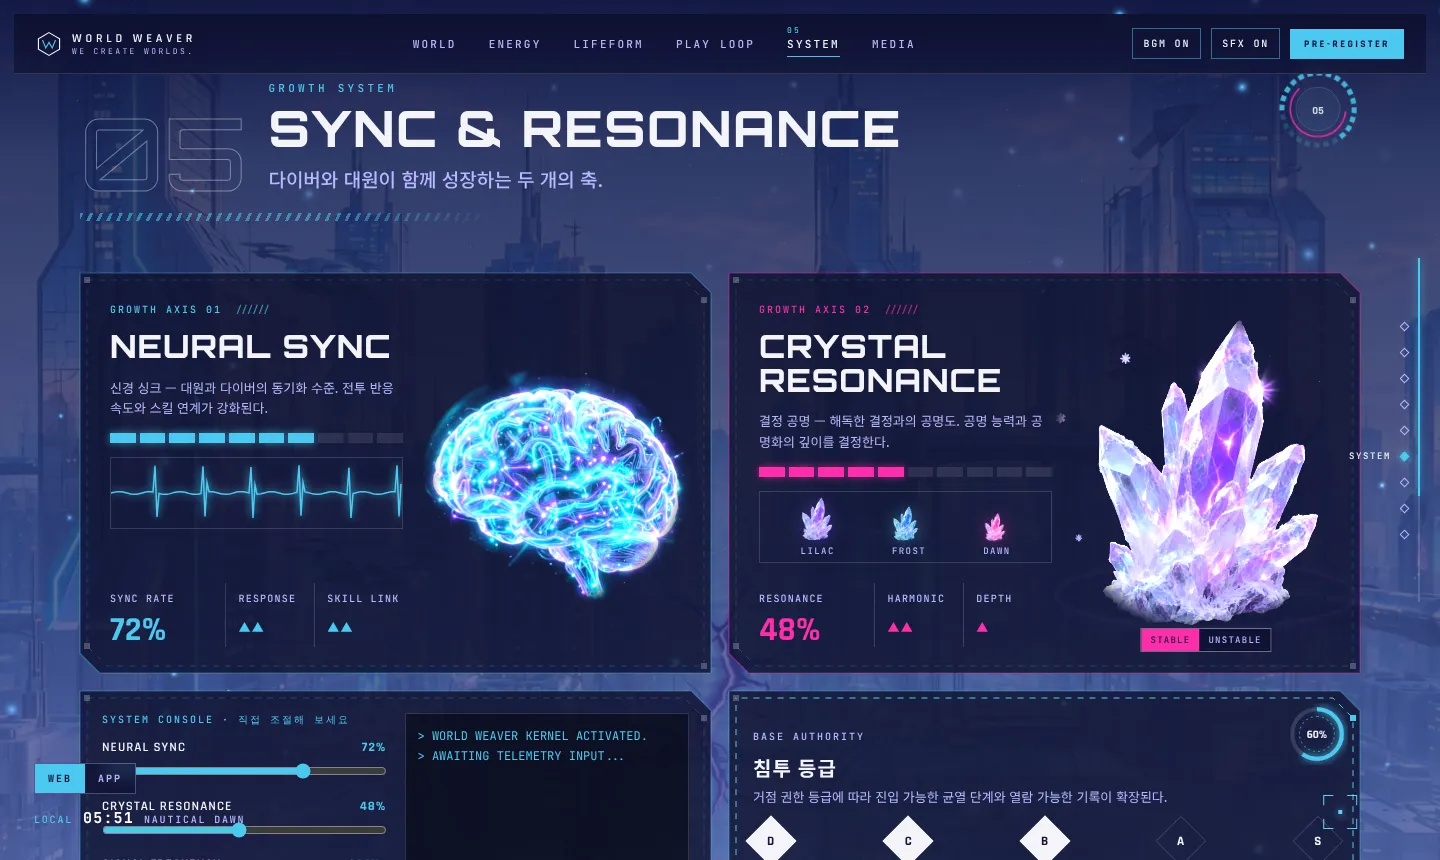 WORLD WEAVER
WE CREATE WORLDS.
WORLD ENERGY LIFEFORM PLAY LOOP 05 SYSTEM MEDIA
BGM ON SFX ON PRE-REGISTER
GROWTH SYSTEM
05
SYNC & RESONANCE
다이버와 대원이 함께 성장하는 두 개의 축.
05
GROWTH AXIS 01 //////
NEURAL SYNC
신경 싱크 — 대원과 다이버의 동기화 수준. 전투 반응
속도와 스킬 연계가 강화된다.
SYNC RATE RESPONSE SKILL LINK
72% ▲▲ ▲▲
GROWTH AXIS 02 //////
CRYSTAL
RESONANCE
결정 공명 — 해독한 결정과의 공명도. 공명 능력과 공
명화의 깊이를 결정한다.
LILAC FROST DAWN
RESONANCE HARMONIC DEPTH
48% ▲▲ ▲
STABLE UNSTABLE
SYSTEM
SYSTEM CONSOLE · 직접 조절해 보세요
NEURAL SYNC 72%
CRYSTAL RESONANCE 48%
> WORLD WEAVER KERNEL ACTIVATED.
> AWAITING TELEMETRY INPUT...
WEB APP
LOCAL 05:51 NAUTICAL DAWN
BASE AUTHORITY
침투 등급
거점 권한 등급에 따라 진입 가능한 균열 단계와 열람 가능한 기록이 확장된다.
60%
D C B A S